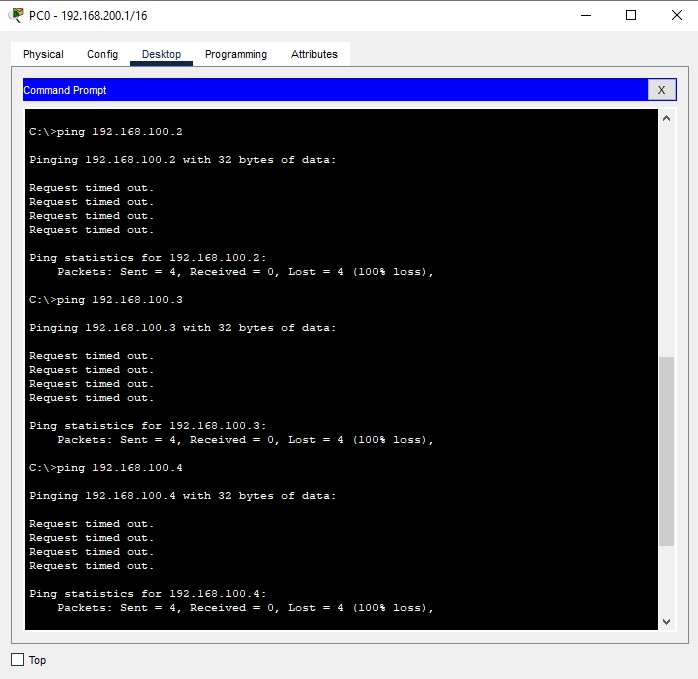 PC0 - 192.168.200.1/16
Physical Config Desktop Programming Attributes
Command Prompt X
C:\>ping 192.168.100.2
Pinging 192.168.100.2 with 32 bytes of data:
Request timed out.
Request timed out.
Request timed out.
Request timed out.
Ping statistics for 192.168.100.2:
Packets: Sent = 4, Received = 0, Lost = 4 (100% loss),
C:\>ping 192.168.100.3
Pinging 192.168.100.3 with 32 bytes of data:
Request timed out.
Request timed out.
Request timed out.
Request timed out.
Ping statistics for 192.168.100.3:
Packets: Sent = 4, Received = 0, Lost = 4 (100% loss),
C:\>ping 192.168.100.4
Pinging 192.168.100.4 with 32 bytes of data:
Request timed out.
Request timed out.
Request timed out.
Request timed out.
Ping statistics for 192.168.100.4:
Packets: Sent = 4, Received = 0, Lost = 4 (100% loss),
Top